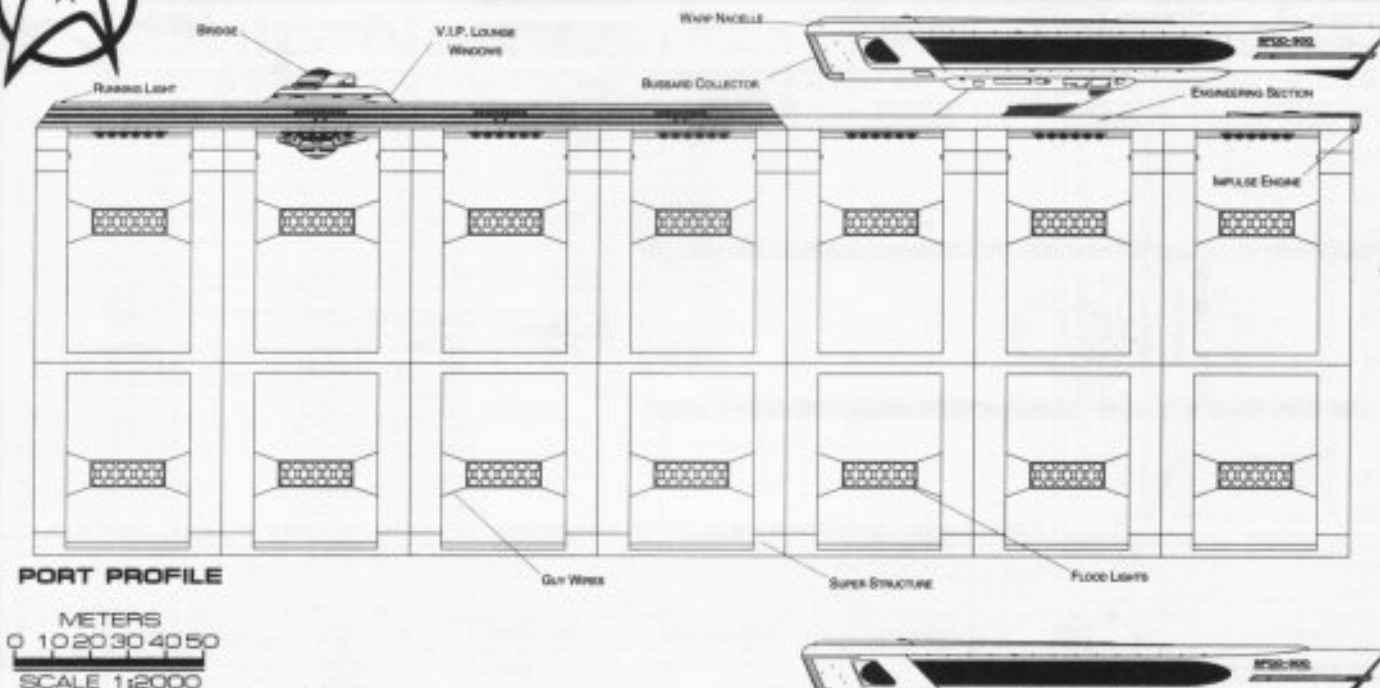 BRIDGE
V.I.P. LOUNGE
WINDOWS
WARP NACELLE
RUNNING LIGHT
BUSSARD COLLECTOR
ENGINEERING SECTION
IMPULSE ENGINE
GUY WIRES
SUPER STRUCTURE
FLOOD LIGHTS
PORT PROFILE
METERS
0 10 20 30 40 50
SCALE 1:2000